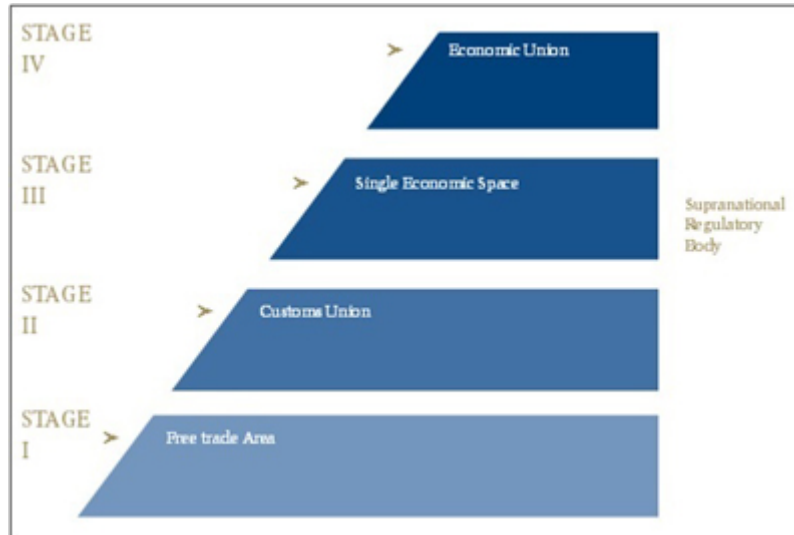 STAGE
IV
Economic Union
STAGE
III
Single Economic Space
Supranational
Regulatory
Body
STAGE
II
Customs Union
STAGE
I
Free trade Area